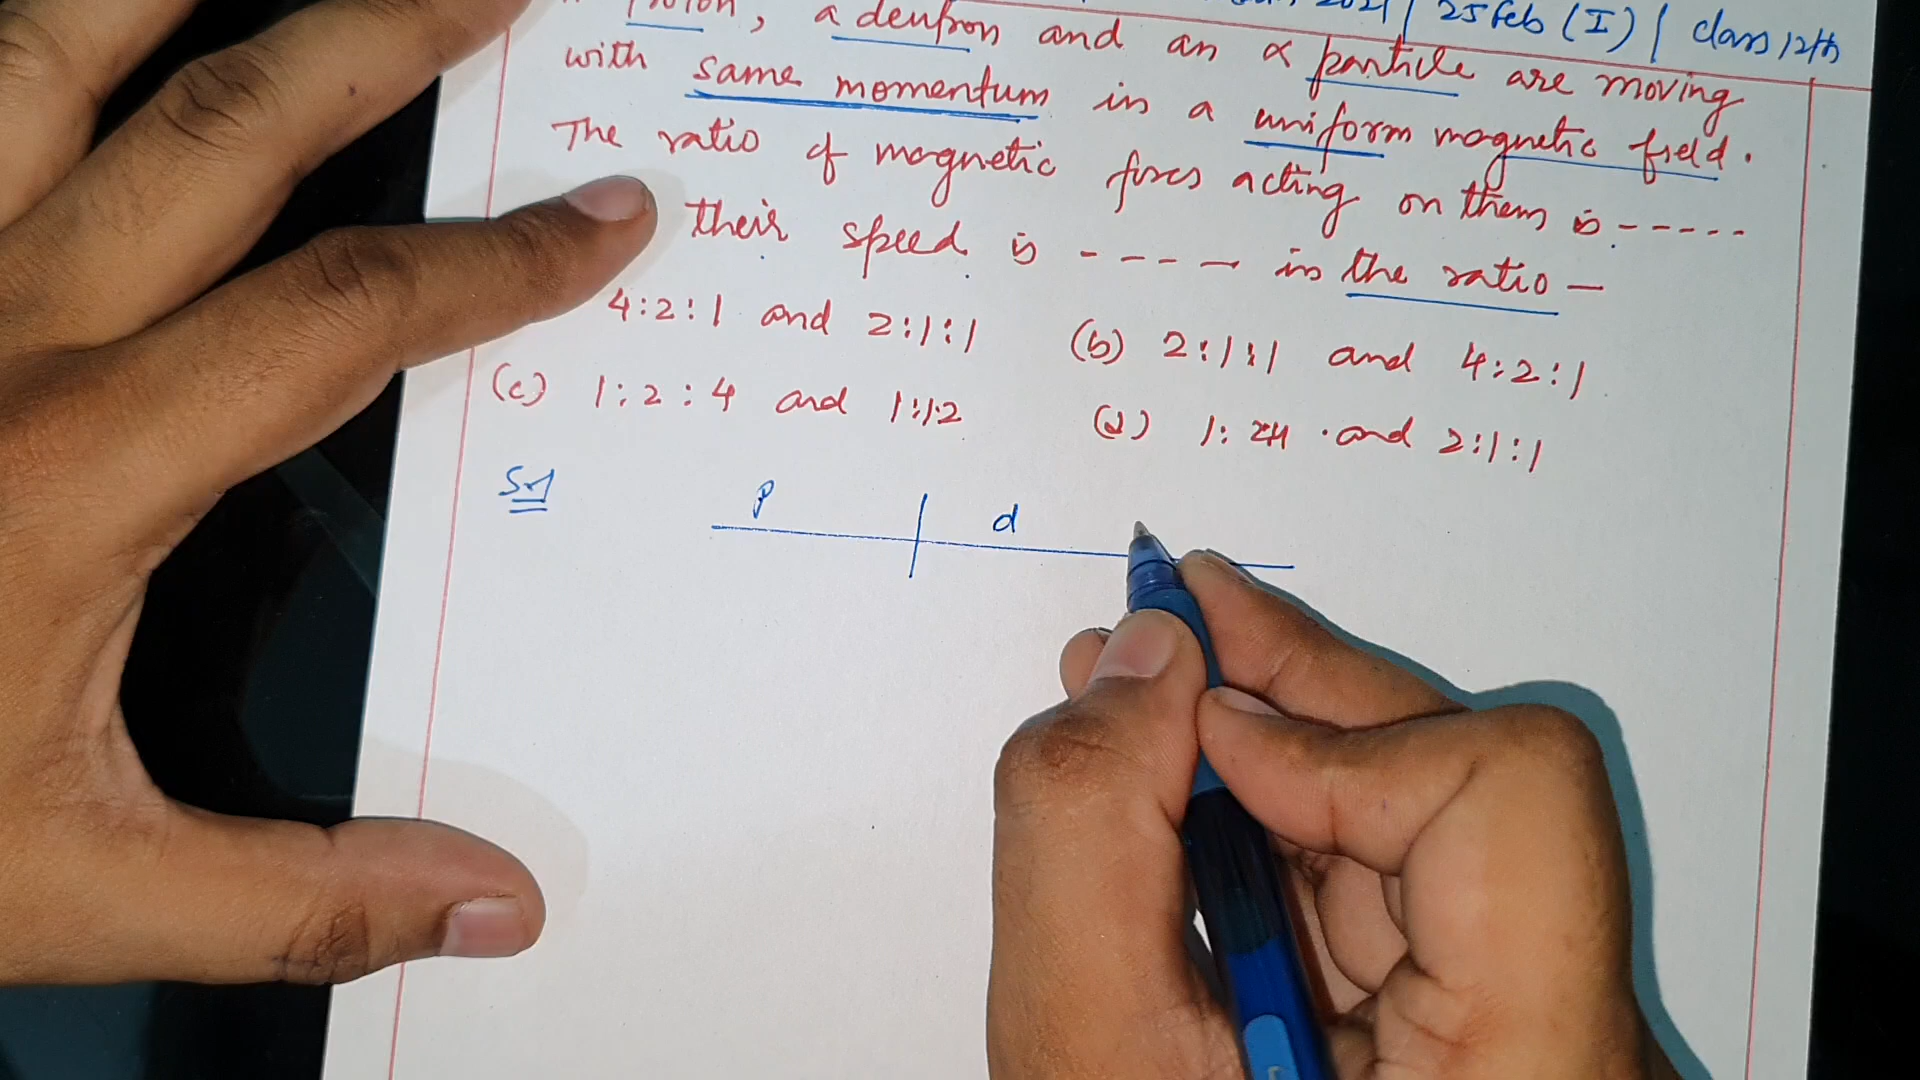 2021 | 25 Feb (I) | class 12th
, a deutron and an α particle are moving
with same momentum in a uniform magnetic field.
The ratio of magnetic forces acting on them is -----
their speed is ----- in the ratio —
4:2:1 and 2:1:1 (b) 2:1:1 and 4:2:1
(c) 1:2:4 and 1:1:2 (d) 1: and 2:1:1
Sol
p d